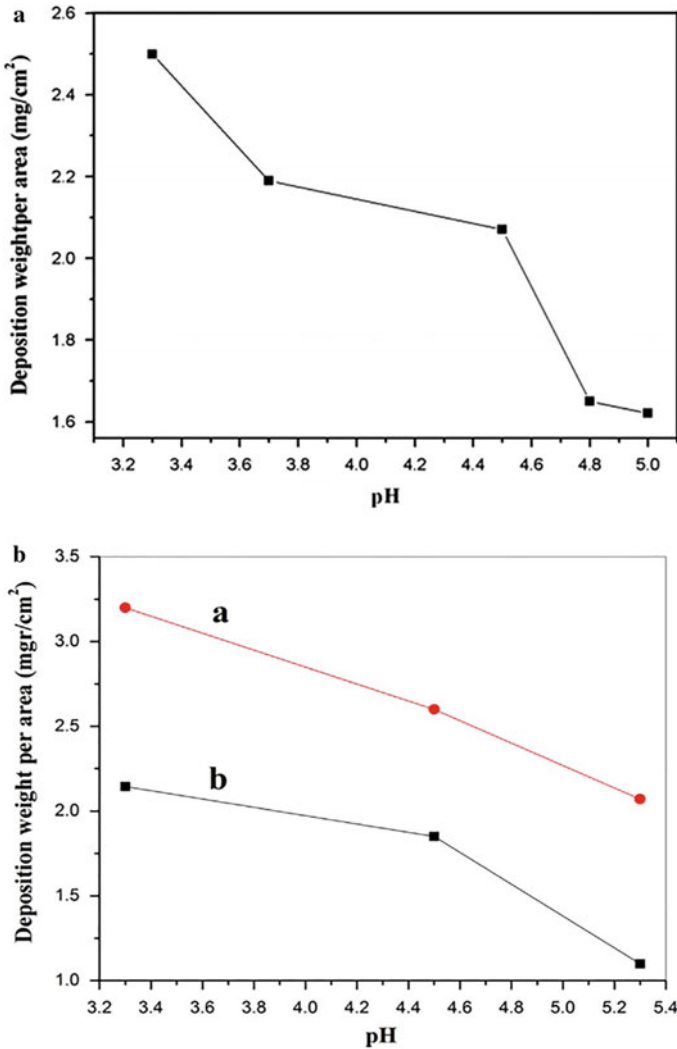 a
Deposition weightper area (mg/cm²)
2.6
2.4
2.2
2.0
1.8
1.6
3.2 3.4 3.6 3.8 4.0 4.2 4.4 4.6 4.8 5.0
pH
b
Deposition weight per area (mgr/cm²)
3.5
3.0
2.5
2.0
1.5
1.0
a
b
3.2 3.4 3.6 3.8 4.0 4.2 4.4 4.6 4.8 5.0 5.2 5.4
pH